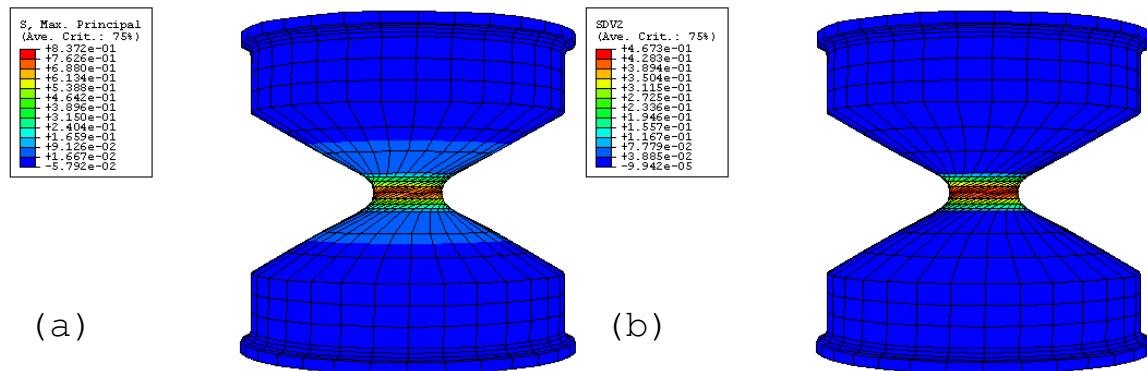 S, Max. Principal
(Ave. Crit.: 75%)
+8.372e-01
+7.626e-01
+6.880e-01
+6.134e-01
+5.388e-01
+4.642e-01
+3.896e-01
+3.150e-01
+2.404e-01
+1.659e-01
+9.126e-02
+1.667e-02
-5.792e-02
SDV2
(Ave. Crit.: 75%)
+4.673e-01
+4.283e-01
+3.894e-01
+3.504e-01
+3.115e-01
+2.725e-01
+2.336e-01
+1.946e-01
+1.557e-01
+1.167e-01
+7.779e-02
+3.885e-02
-9.942e-05
(a)
(b)